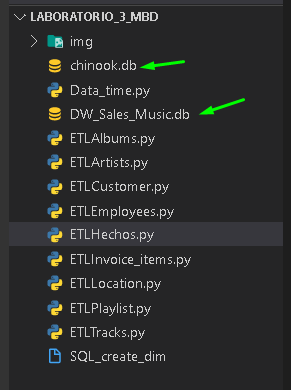 LABORATORIO_3_MBD
img
chinook.db
Data_time.py
DW_Sales_Music.db
ETLAlbums.py
ETLArtists.py
ETLCustomer.py
ETLEmployees.py
ETLHechos.py
ETLInvoice_items.py
ETLLocation.py
ETLPlaylist.py
ETLTracks.py
SQL_create_dim